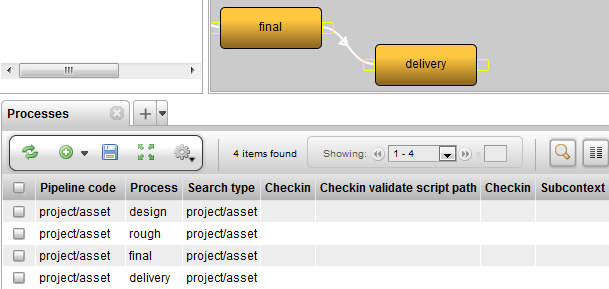 final
delivery
Processes
4 items found Showing: 1 - 4 x
Pipeline code Process Search type Checkin Checkin validate script path Checkin Subcontext
project/asset design project/asset
project/asset rough project/asset
project/asset final project/asset
project/asset delivery project/asset